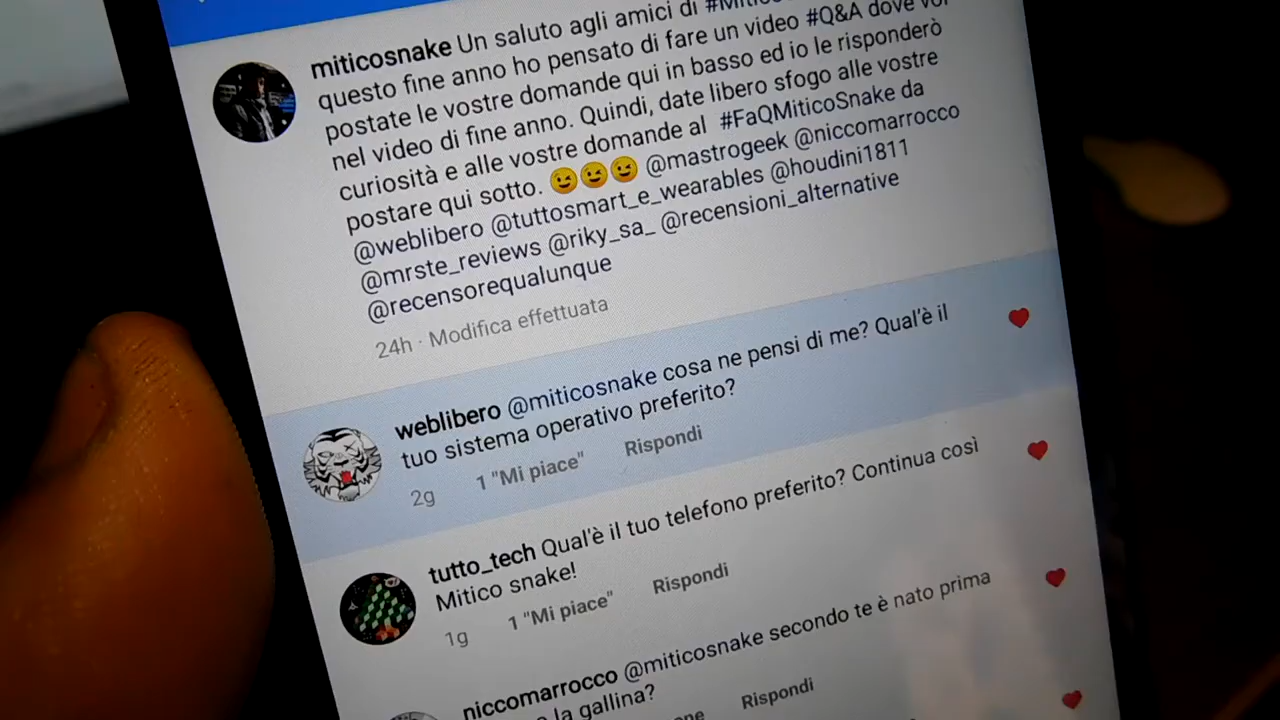 miticosnake Un saluto agli amici di
questo fine anno ho pensato di fare un video #Q&A dove voi
postate le vostre domande qui in basso ed io le risponderò
nel video di fine anno. Quindi, date libero sfogo alle vostre
curiosità e alle vostre domande al #FaQMiticoSnake da
postare qui sotto. 😉😉😉 @mastrogeek @niccomarrocco
@weblibero @tuttosmart_e_wearables @houdini1811
@mrste_reviews @riky_sa_ @recensioni_alternative
@recensorequalunque
24h · Modifica effettuata
weblibero @miticosnake cosa ne pensi di me? Qual'è il
tuo sistema operativo preferito?
2g 1 "Mi piace" Rispondi
tutto_tech Qual'è il tuo telefono preferito? Continua così
Mitico snake!
1g 1 "Mi piace" Rispondi
niccomarrocco @miticosnake secondo te è nato prima
la gallina?
Rispondi